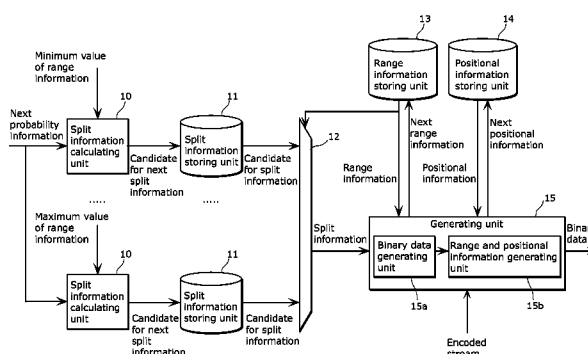 13
14
Minimum value
of range
information
Range
information
storing unit
Positional
information
storing unit
Next
probability
information
10
11
Split
information
calculating
unit
Split
information
storing unit
12
Candidate
for next
split
information
Candidate
for split
information
Next
range
information
Next
positional
information
Range
information
Positional
information
.....
.....
Maximum value
of range
information
Split
information
15
Generating unit
Binary
data
Binary data
generating
unit
Range and positional
information generating
unit
10
11
Split
information
calculating
unit
Split
information
storing unit
15a
15b
Candidate
for next
split
information
Candidate
for split
information
Encoded
stream